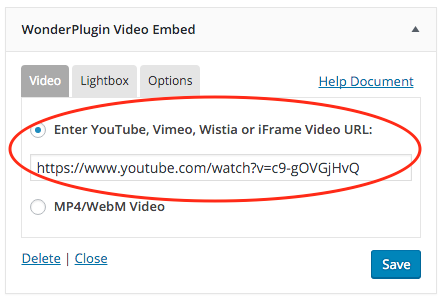 WonderPlugin Video Embed
Video Lightbox Options Help Document
Enter YouTube, Vimeo, Wistia or iFrame Video URL:
https://www.youtube.com/watch?v=c9-gOVGjHvQ
MP4/WebM Video
Delete | Close Save